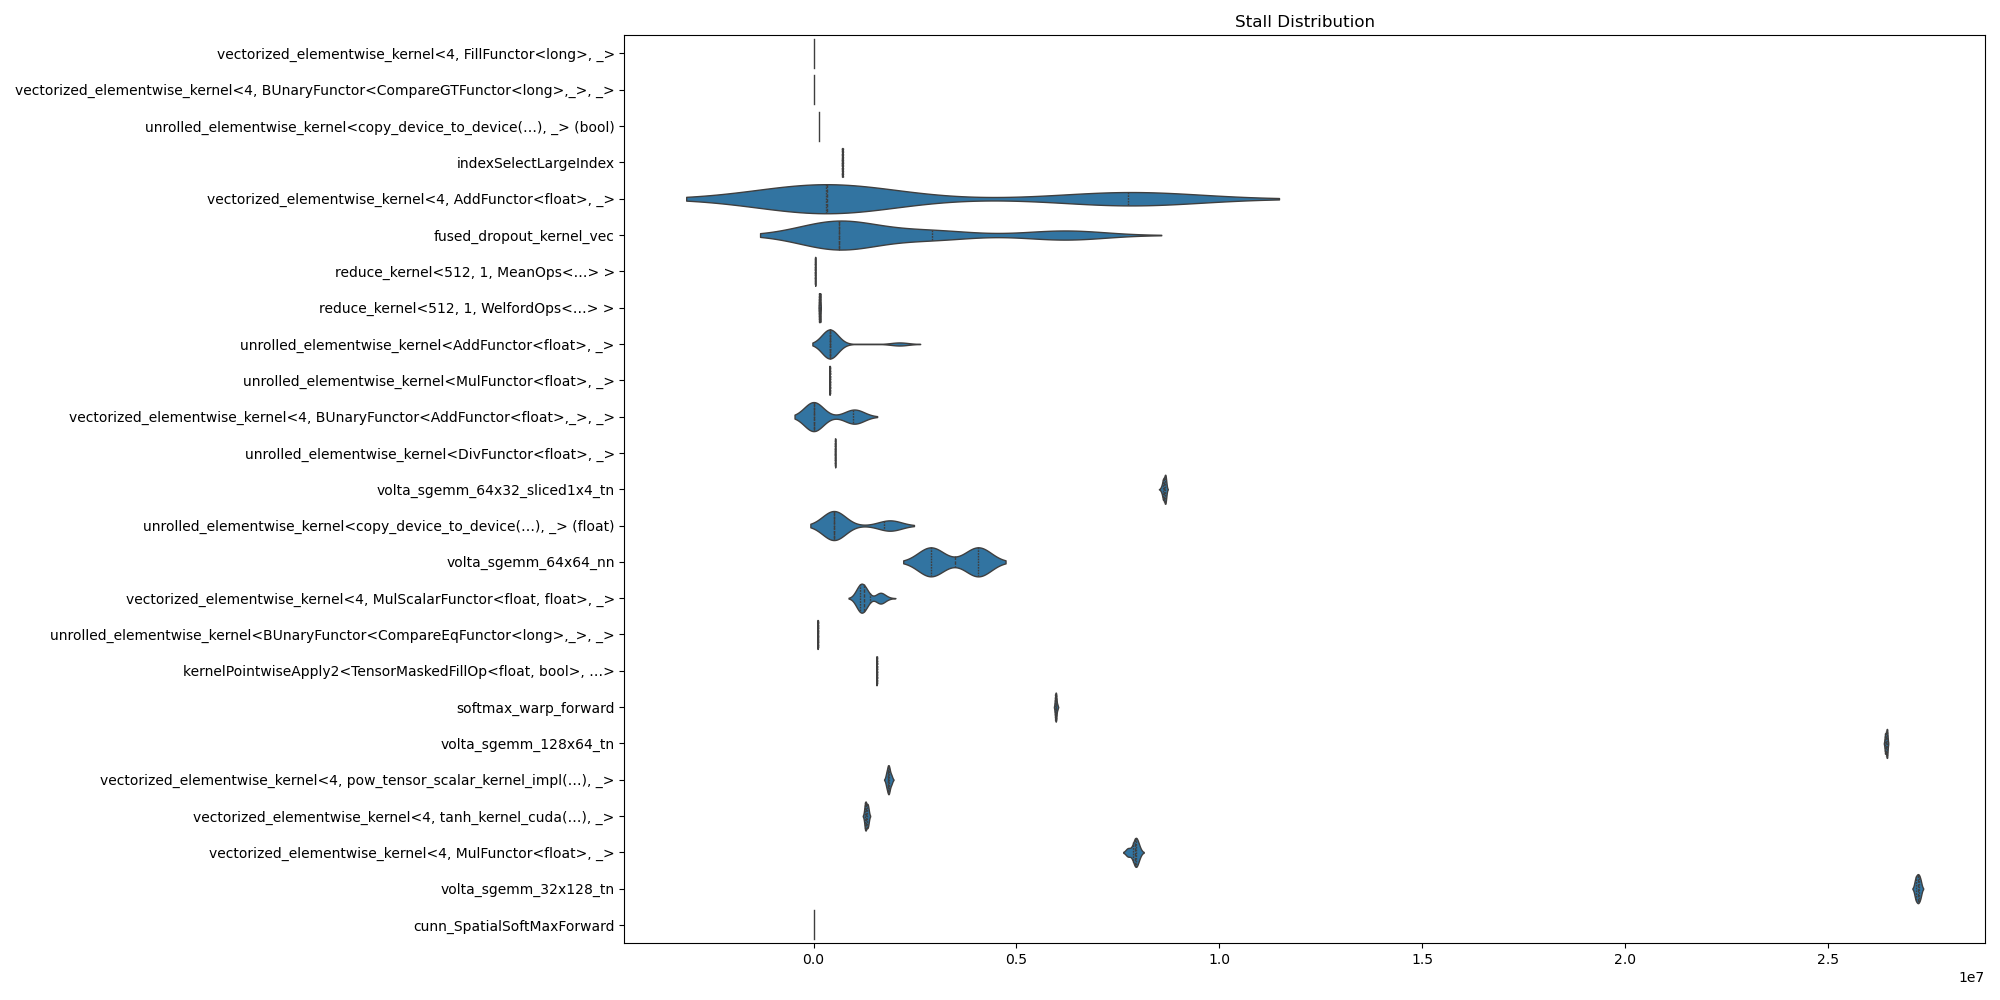 Stall Distribution
vectorized_elementwise_kernel<4, FillFunctor<long>, _>
vectorized_elementwise_kernel<4, BUnaryFunctor<CompareGTFunctor<long>,_>, _>
unrolled_elementwise_kernel<copy_device_to_device(...), _> (bool)
indexSelectLargeIndex
vectorized_elementwise_kernel<4, AddFunctor<float>, _>
fused_dropout_kernel_vec
reduce_kernel<512, 1, MeanOps<...> >
reduce_kernel<512, 1, WelfordOps<...> >
unrolled_elementwise_kernel<AddFunctor<float>, _>
unrolled_elementwise_kernel<MulFunctor<float>, _>
vectorized_elementwise_kernel<4, BUnaryFunctor<AddFunctor<float>,_>, _>
unrolled_elementwise_kernel<DivFunctor<float>, _>
volta_sgemm_64x32_sliced1x4_tn
unrolled_elementwise_kernel<copy_device_to_device(...), _> (float)
volta_sgemm_64x64_nn
vectorized_elementwise_kernel<4, MulScalarFunctor<float, float>, _>
unrolled_elementwise_kernel<BUnaryFunctor<CompareEqFunctor<long>,_>, _>
kernelPointwiseApply2<TensorMaskedFillOp<float, bool>, ...>
softmax_warp_forward
volta_sgemm_128x64_tn
vectorized_elementwise_kernel<4, pow_tensor_scalar_kernel_impl(...), _>
vectorized_elementwise_kernel<4, tanh_kernel_cuda(...), _>
vectorized_elementwise_kernel<4, MulFunctor<float>, _>
volta_sgemm_32x128_tn
cunn_SpatialSoftMaxForward
0.0 0.5 1.0 1.5 2.0 2.5
1e7